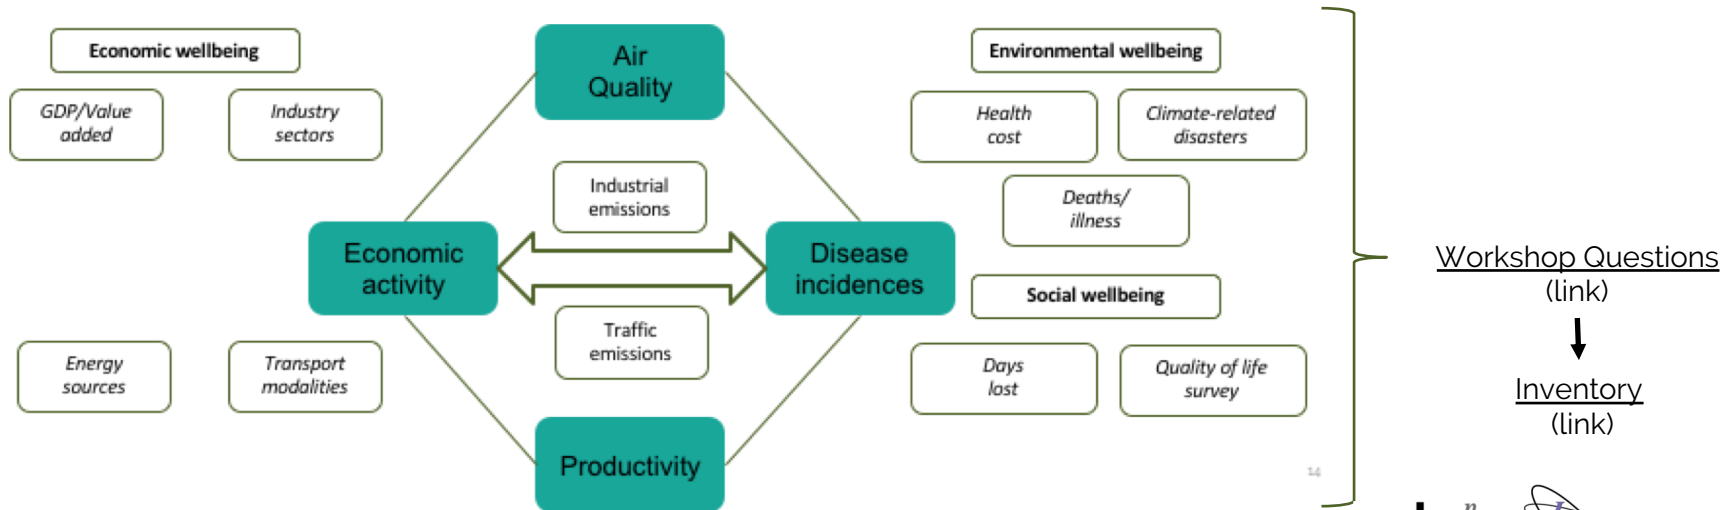 Economic wellbeing
GDP/Value
added
Industry
sectors
Energy
sources
Transport
modalities
Air
Quality
Industrial
emissions
Economic
activity
Disease
incidences
Traffic
emissions
Productivity
Environmental wellbeing
Health
cost
Climate-related
disasters
Deaths/
illness
Social wellbeing
Days
lost
Quality of life
survey
14
Workshop Questions
(link)
Inventory
(link)
n